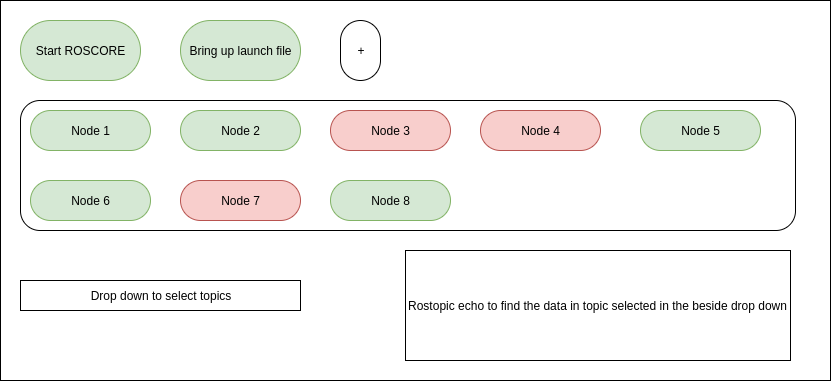 Start ROSCORE
Bring up launch file
+
Node 1
Node 2
Node 3
Node 4
Node 5
Node 6
Node 7
Node 8
Drop down to select topics
Rostopic echo to find the data in topic selected in the beside drop down